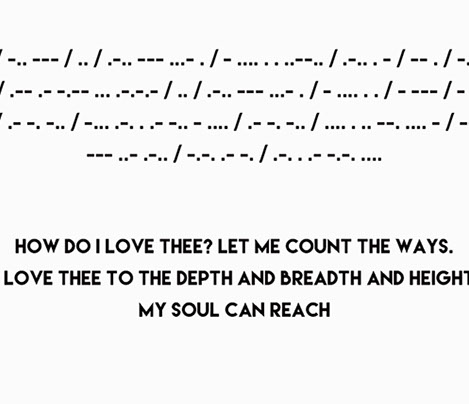 / -.. --- / .. / .-.. --- ...- . / - .... . . ..--.. / .-.. . - / -- . / -.
/ .-- .- -.-- ... .-.-.- / .. / .-.. --- ...- . / - .... . . / - --- / -
/ .- -. -.. / -... .-. . .- -.. - .... / .- -. -.. / .... . .. --. .... - / -
--- ..- .-.. / -.-. .- -. / .-. . .- -.-. ....
HOW DO I LOVE THEE? LET ME COUNT THE WAYS.
LOVE THEE TO THE DEPTH AND BREADTH AND HEIGHT
MY SOUL CAN REACH